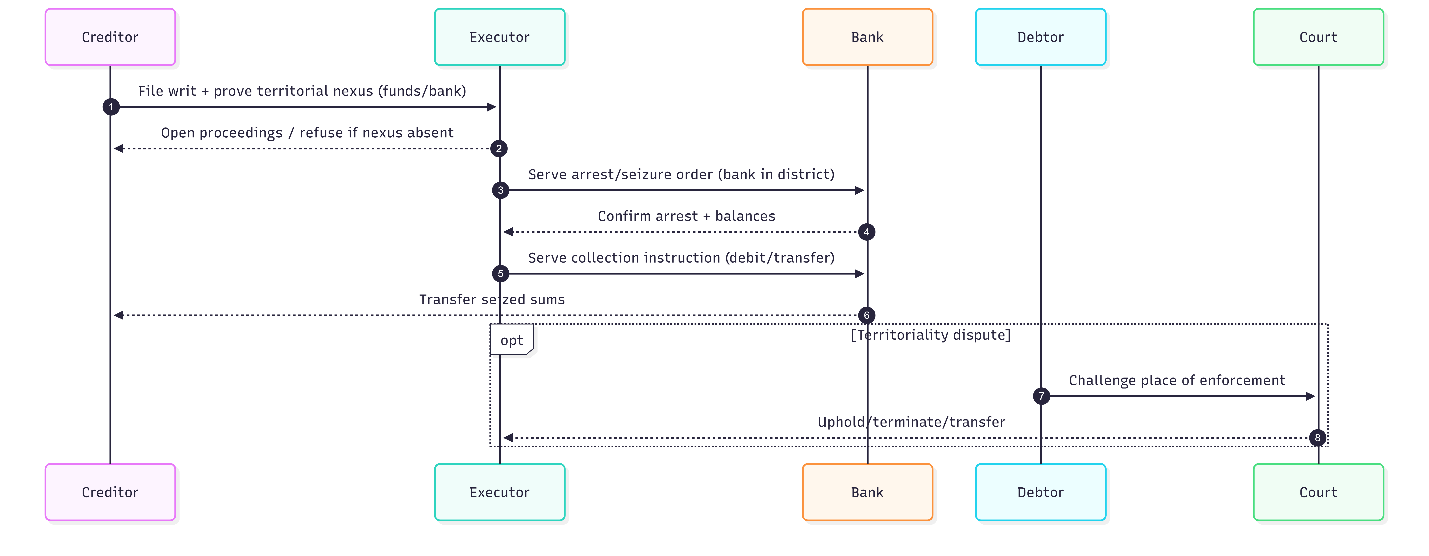 Creditor
Executor
Bank
Debtor
Court
File writ + prove territorial nexus (funds/bank)
1
Open proceedings / refuse if nexus absent
2
Serve arrest/seizure order (bank in district)
3
Confirm arrest + balances
4
Serve collection instruction (debit/transfer)
5
Transfer seized sums
6
opt
[Territoriality dispute]
Challenge place of enforcement
7
Uphold/terminate/transfer
8
Creditor
Executor
Bank
Debtor
Court